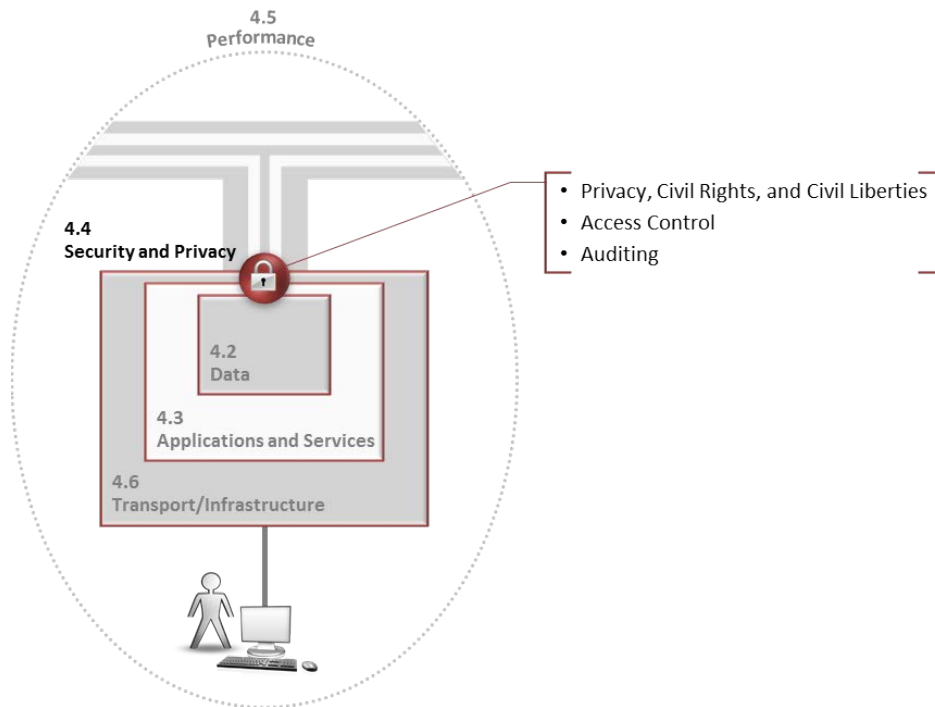 4.5
Performance
• Privacy, Civil Rights, and Civil Liberties
• Access Control
• Auditing
4.4
Security and Privacy
4.2
Data
4.3
Applications and Services
4.6
Transport/Infrastructure